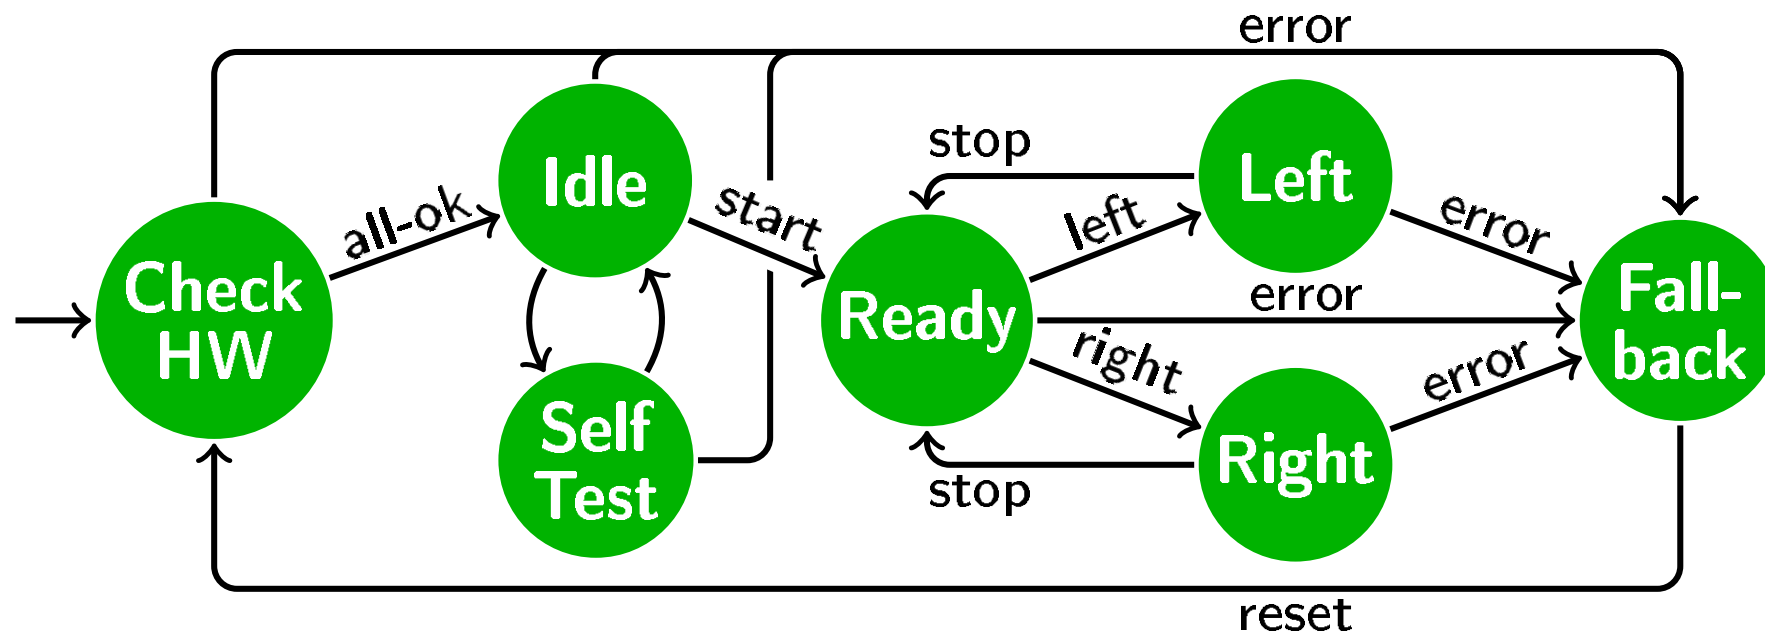 error
stop
Left
Idle
all-ok
start
left
error
Check
HW
Ready
error
Fall-
back
right
error
Self
Test
stop
Right
reset